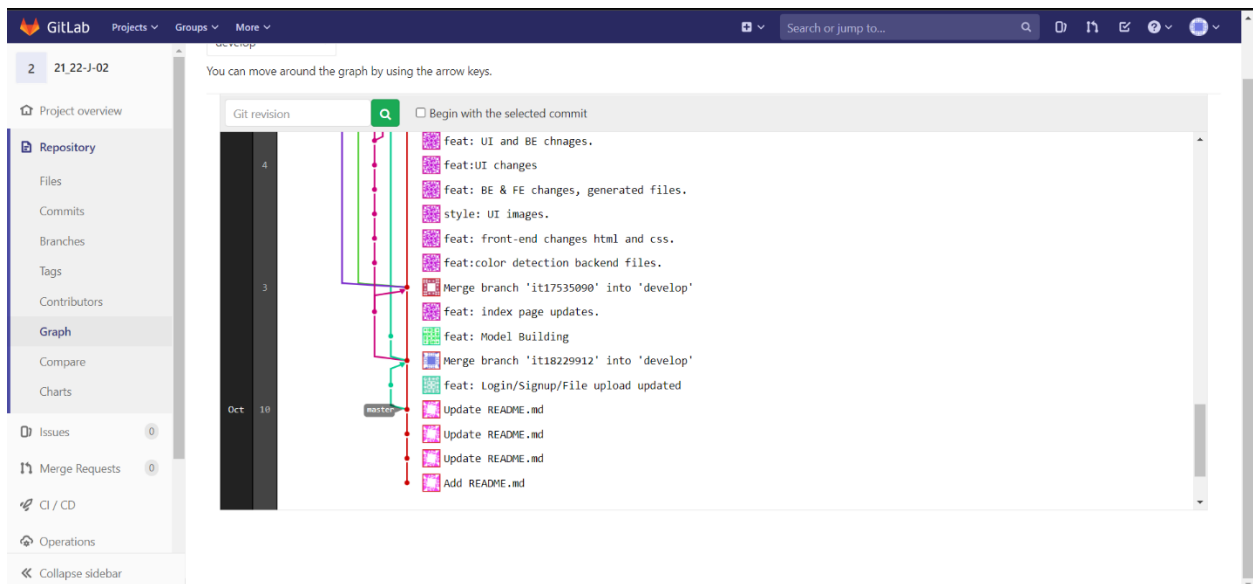 GitLab Projects Groups More Search or jump to...
develop
2 21_22-J-02
You can move around the graph by using the arrow keys.
Project overview
Git revision Begin with the selected commit
Repository
feat: UI and BE chnages.
4 feat:UI changes
Files
feat: BE & FE changes, generated files.
Commits
style: UI images.
Branches
feat: front-end changes html and css.
Tags
feat:color detection backend files.
Contributors
3 Merge branch 'it17535090' into 'develop'
feat: index page updates.
Graph
feat: Model Building
Compare
Merge branch 'it18229912' into 'develop'
Charts
feat: Login/Signup/File upload updated
Oct 10 master Update README.md
Issues 0
Update README.md
Update README.md
Merge Requests 0
Add README.md
CI / CD
Operations
Collapse sidebar